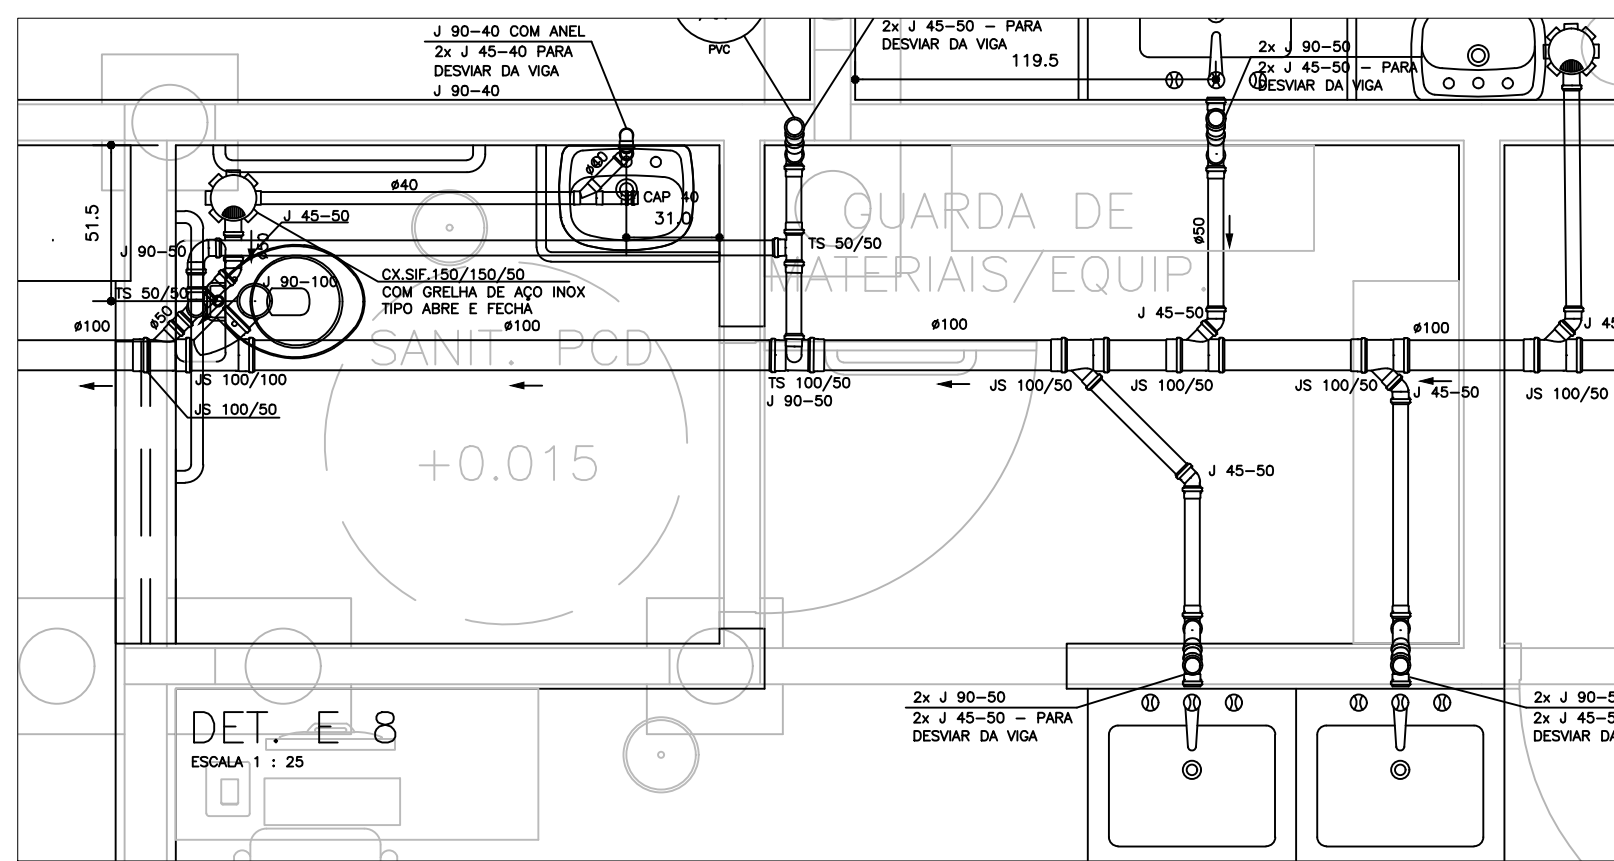 J 90-40 COM ANEL
2x J 45-40 PARA
DESVIAR DA VIGA
J 90-40
PVC
2x J 45-50 - PARA
DESVIAR DA VIGA
119.5
2x J 90-50
2x J 45-50 - PARA
DESVIAR DA VIGA
51.5
ø40
ø40
CAP 40
31.0
J 45-50
J 90-50
ø50
TS 50/50
J 90-100
TS 50/50
ø50
CX.SIF.150/150/50
COM GRELHA DE AÇO INOX
TIPO ABRE E FECHA
GUARDA DE
MATERIAIS/EQUIP.
ø50
J 45-50
ø100
ø100
ø100
ø100
SANIT. PCD
+0.015
JS 100/100
JS 100/50
TS 100/50
J 90-50
JS 100/50
JS 100/50
JS 100/50
J 45-50
JS 100/50
J 45-50
2x J 90-50
2x J 45-50 - PARA
DESVIAR DA VIGA
DET. E 8
ESCALA 1 : 25